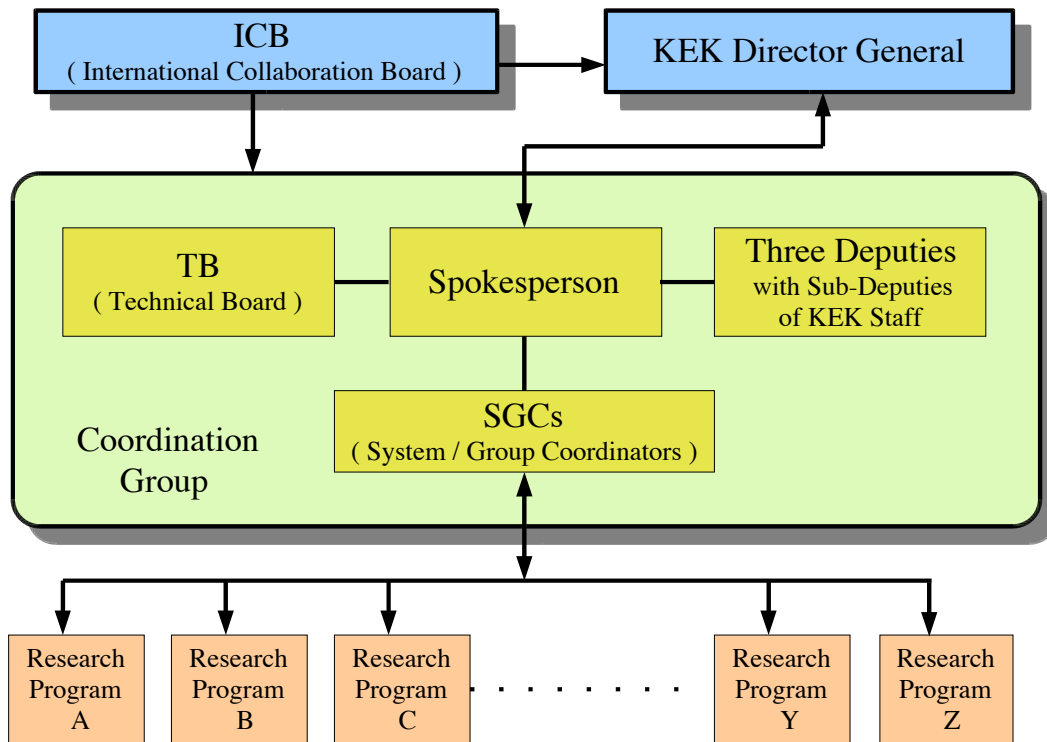 ICB
( International Collaboration Board )
KEK Director General
TB
( Technical Board )
Spokesperson
Three Deputies
with Sub-Deputies
of KEK Staff
SGCs
( System / Group Coordinators )
Coordination
Group
Research
Program
A
Research
Program
B
Research
Program
C
. . . . . . . . . .
Research
Program
Y
Research
Program
Z